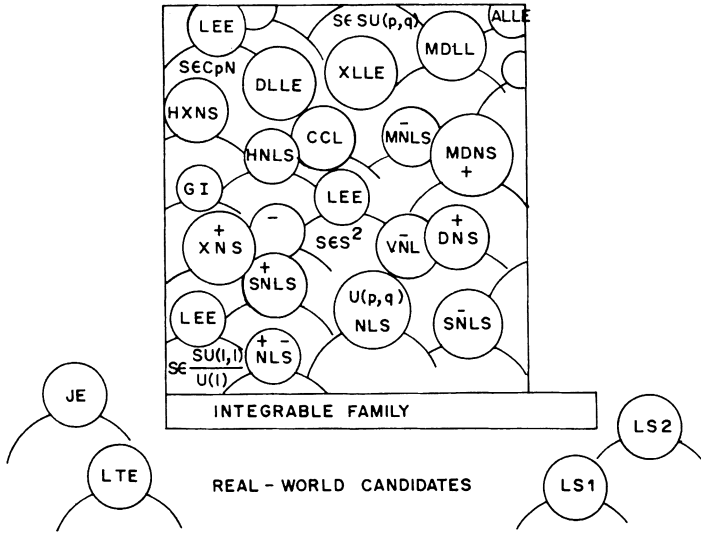 LEE
S∈SU(p,q)
ALLE
MDLL
S∈CpN
XLLE
DLLE
HXNS
CCL
M̄NLS
HNLS
MDNS
+
GI
LEE
+
XNS
-
S∈S²
-
VNL
+
DNS
+
SNLS
U(p,q)
NLS
LEE
-
SNLS
+ -
NLS
S∈ SU(1,1)
U(1)
INTEGRABLE FAMILY
JE
LS2
LTE
REAL-WORLD CANDIDATES
LS1